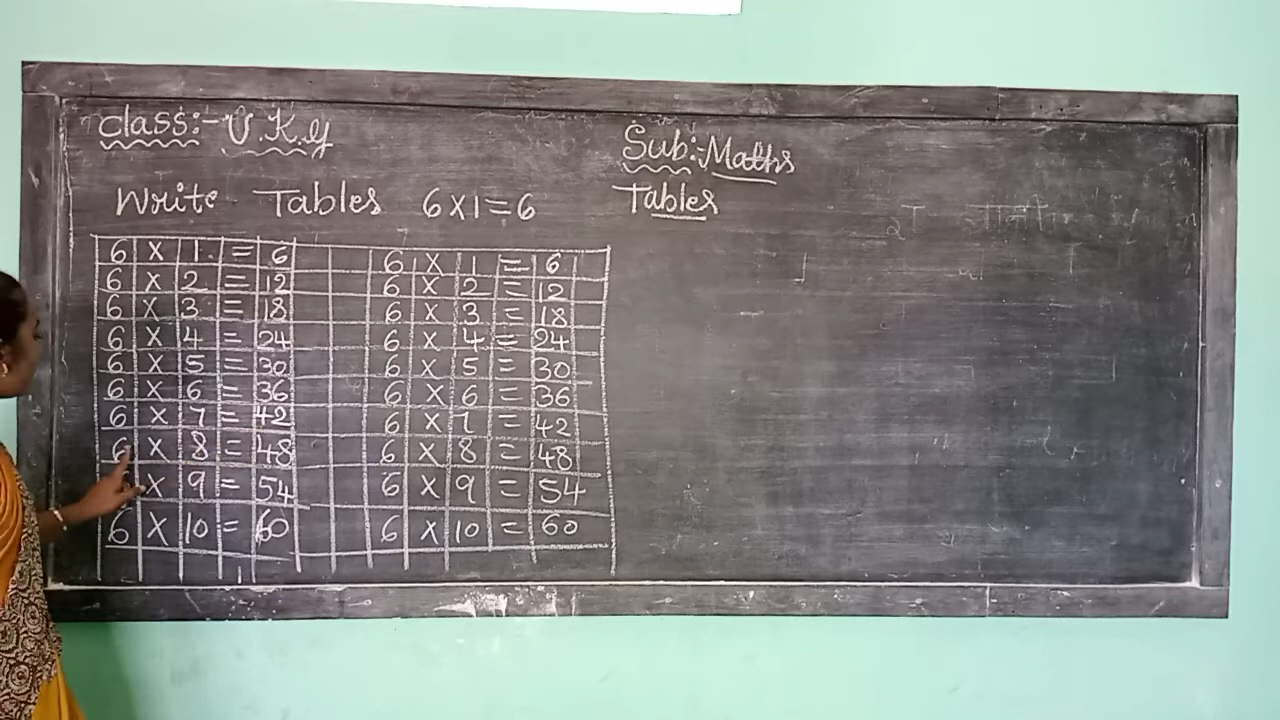 class:- U.K.G
Sub:- Maths
Write Tables 6x1=6
Tables
6 x 1 = 6 6 x 1 = 6
6 x 2 = 12 6 x 2 = 12
6 x 3 = 18 6 x 3 = 18
6 x 4 = 24 6 x 4 = 24
6 x 5 = 30 6 x 5 = 30
6 x 6 = 36 6 x 6 = 36
6 x 7 = 42 6 x 7 = 42
6 x 8 = 48 6 x 8 = 48
x 9 = 54 6 x 9 = 54
6 x 10 = 60 6 x 10 = 60